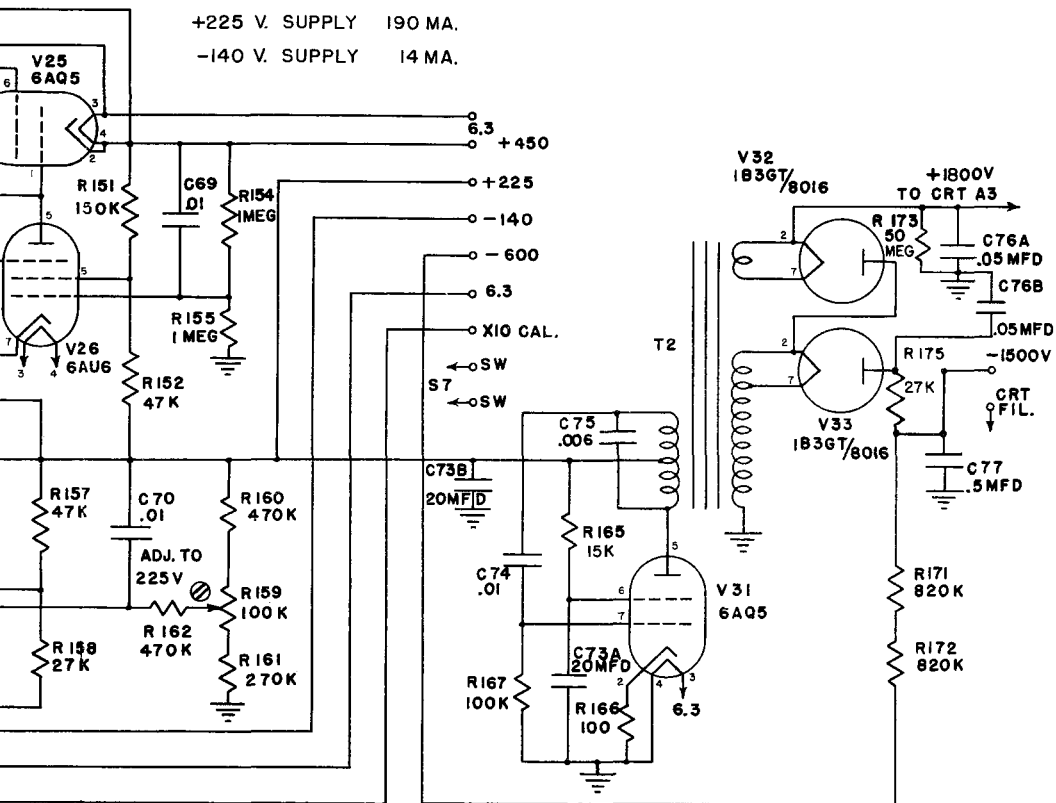 +225 V. SUPPLY 190 MA.
-140 V. SUPPLY 14 MA.
V25
6AQ5
6
3
4
2
1
6.3
+450
R151
150K
C69
.01
R154
1MEG
+225
-140
-600
6.3
X10 CAL.
SW
S7
SW
5
5
7
3
4
V26
6AU6
R155
1MEG
R152
47K
V32
1B3GT/8016
+1800V
TO CRT A3
2
7
R173
50
MEG
C76A
.05MFD
C76B
.05MFD
T2
2
7
R175
27K
-1500V
CRT
FIL.
V33
1B3GT/8016
C77
.5MFD
C75
.006
C73B
20MFD
R157
47K
C70
.01
R160
470K
ADJ. TO
225V
R159
100K
R162
470K
R158
27K
R161
270K
R165
15K
C74
.01
5
6
7
V31
6AQ5
C73A
20MFD
2
4
3
6.3
R167
100K
R166
100
R171
820K
R172
820K